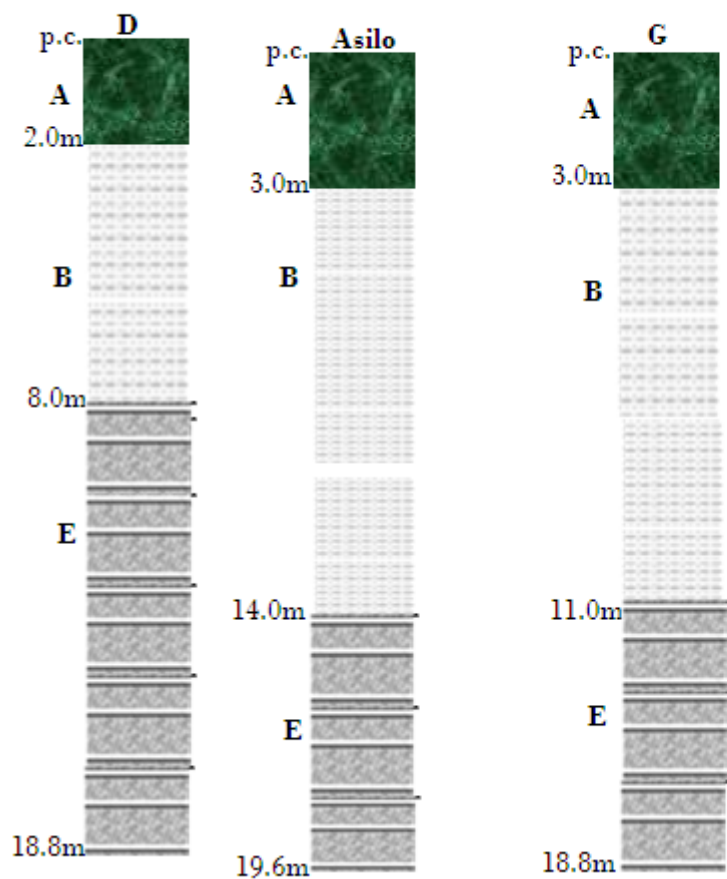 D
p.c.
A
2.0m
B
8.0m
E
18.8m
Asilo
p.c.
A
3.0m
B
14.0m
E
19.6m
G
p.c.
A
3.0m
B
11.0m
E
18.8m